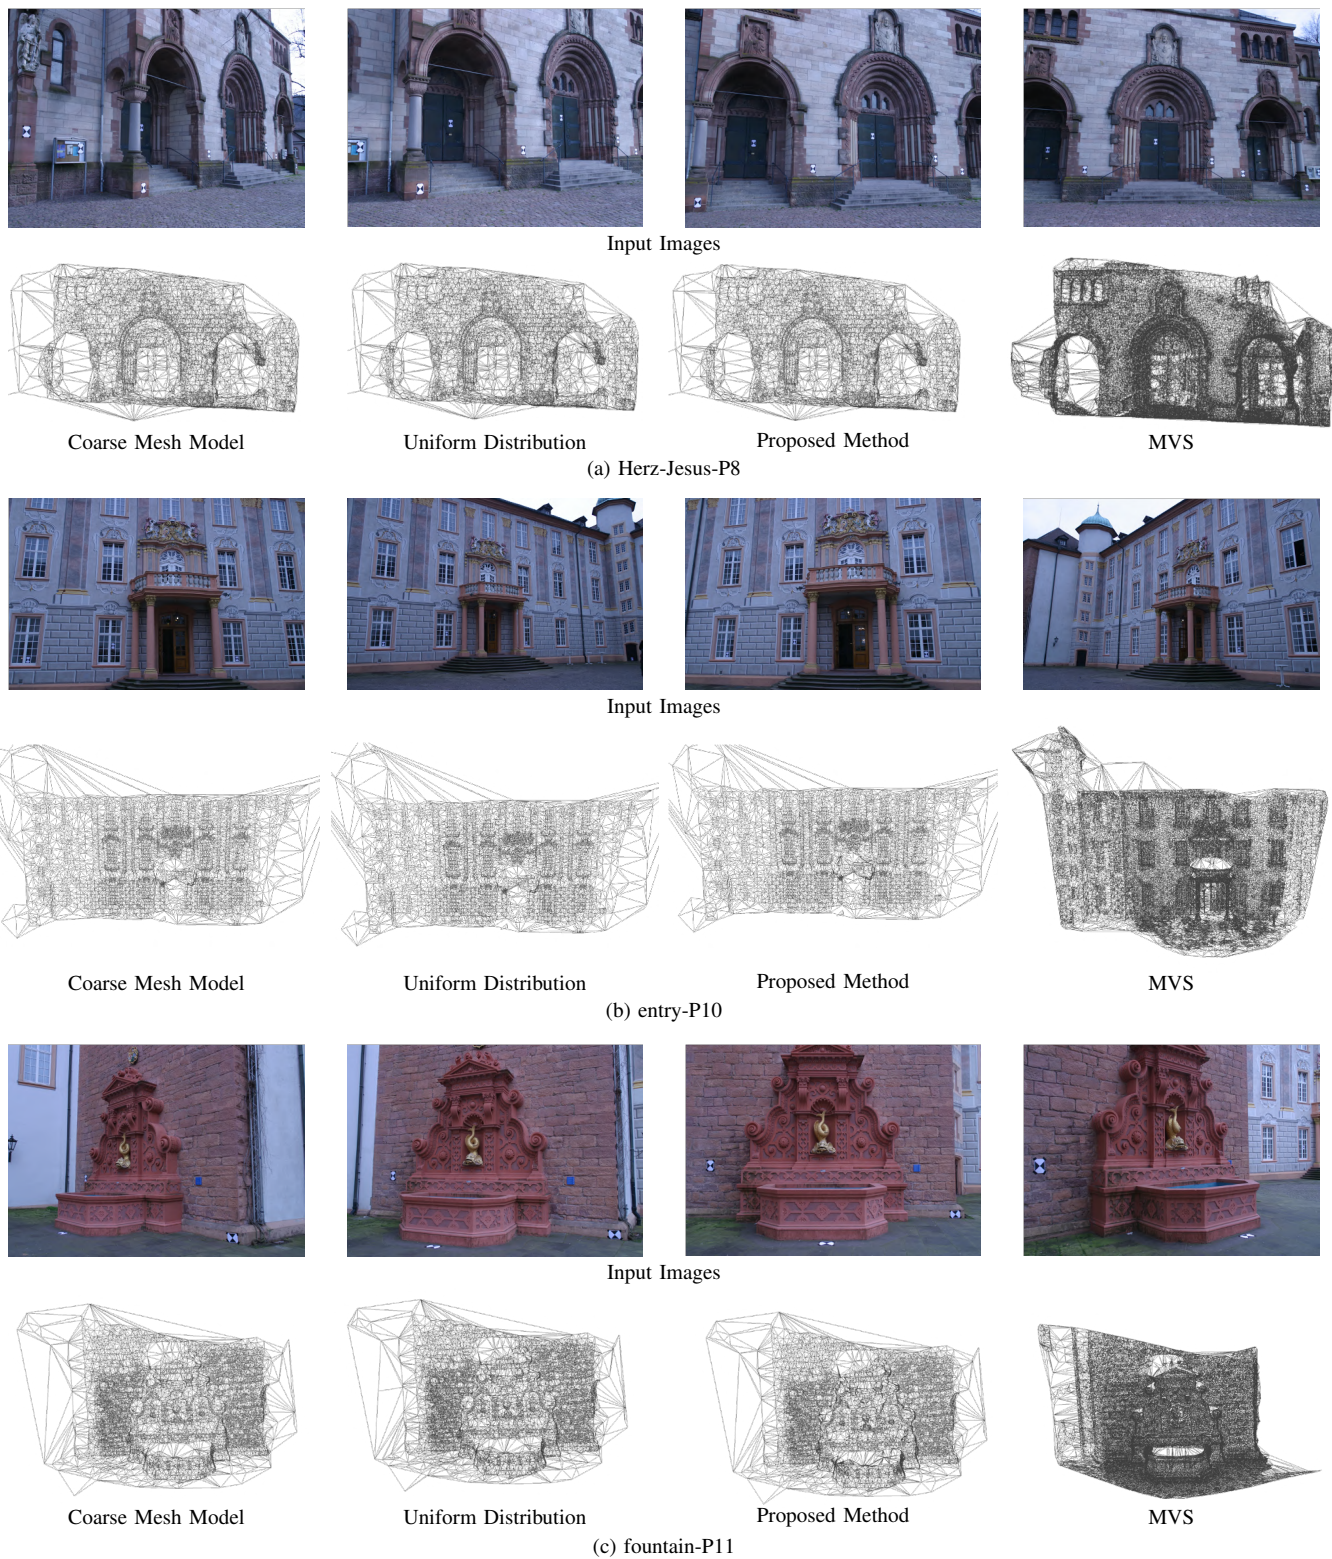 Input Images
Coarse Mesh Model
Uniform Distribution
Proposed Method
MVS
(a) Herz-Jesus-P8
Input Images
Coarse Mesh Model
Uniform Distribution
Proposed Method
MVS
(b) entry-P10
Input Images
Coarse Mesh Model
Uniform Distribution
Proposed Method
MVS
(c) fountain-P11